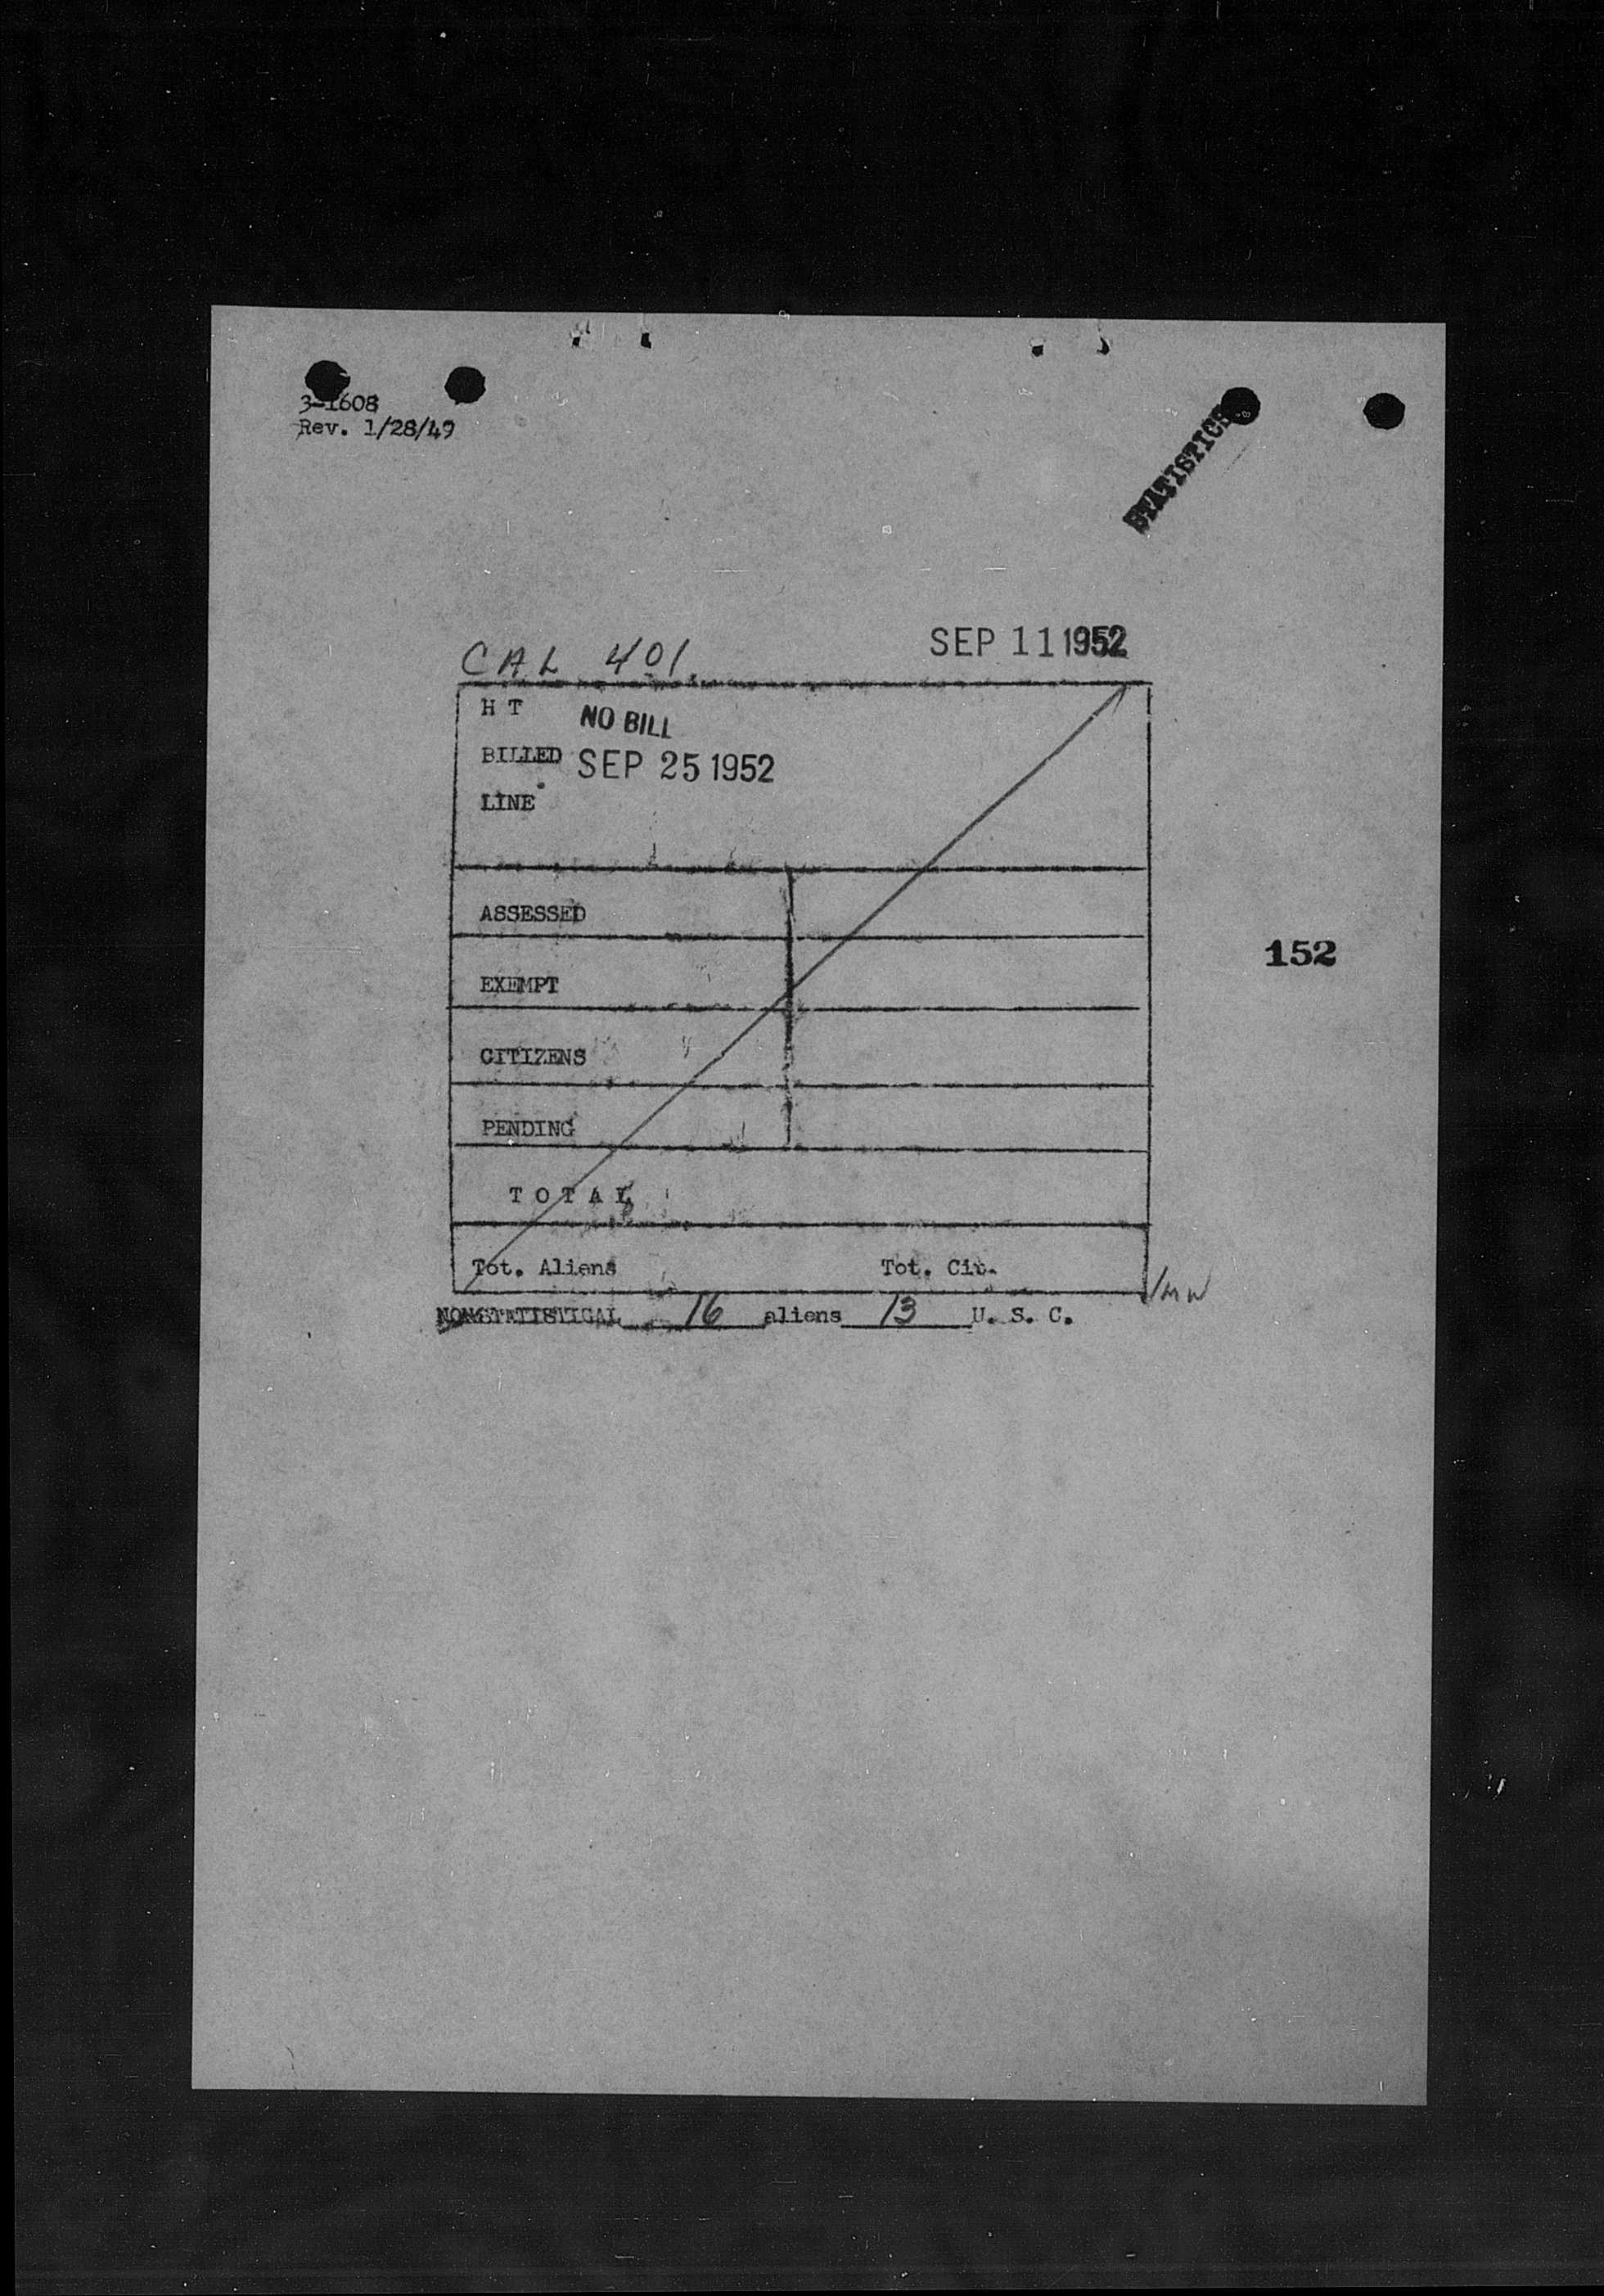 3-1608
Rev. 1/28/49
STATISTICS
CAL 401
SEP 11 1952
H T
NO BILL
BILLED SEP 25 1952
LINE
ASSESSED
152
EXEMPT
CITIZENS
PENDING
T O T A L
Tot. Aliens Tot. Cit.
NONSTATISTICAL 16 aliens 13 U. S. C.